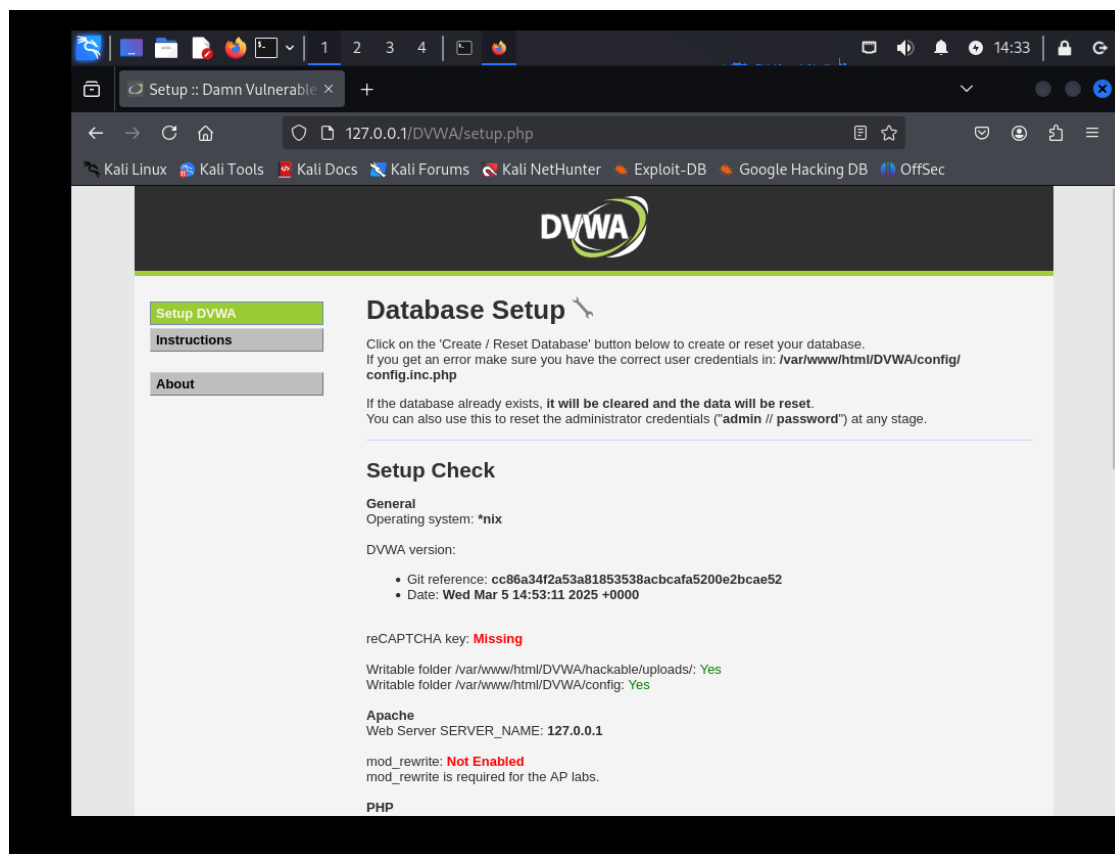 1 2 3 4 14:33
Setup :: Damn Vulnerable
127.0.0.1/DVWA/setup.php
Kali Linux Kali Tools Kali Docs Kali Forums Kali NetHunter Exploit-DB Google Hacking DB OffSec
DVWA
Setup DVWA
Instructions
About
Database Setup
Click on the 'Create / Reset Database' button below to create or reset your database.
If you get an error make sure you have the correct user credentials in: /var/www/html/DVWA/config/
config.inc.php
If the database already exists, it will be cleared and the data will be reset.
You can also use this to reset the administrator credentials ("admin // password") at any stage.
Setup Check
General
Operating system: *nix
DVWA version:
• Git reference: cc86a34f2a53a81853538acbcafa5200e2bcae52
• Date: Wed Mar 5 14:53:11 2025 +0000
reCAPTCHA key: Missing
Writable folder /var/www/html/DVWA/hackable/uploads/: Yes
Writable folder /var/www/html/DVWA/config: Yes
Apache
Web Server SERVER_NAME: 127.0.0.1
mod_rewrite: Not Enabled
mod_rewrite is required for the AP labs.
PHP